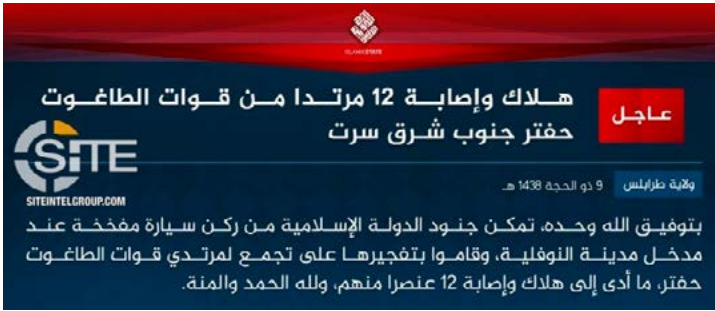 ISLAMIC STATE
عاجل
هلاك وإصابة 12 مرتدا من قوات الطاغوت
حفتر جنوب شرق سرت
SITE
SITEINTELGROUP.COM
ولاية طرابلس 9 ذو الحجة 1438 هـ
بتوفيق الله وحده، تمكن جنود الدولة الإسلامية من ركن سيارة مفخخة عند
مدخل مدينة النوفلية، وقاموا بتفجيرها على تجمع لمرتدي قوات الطاغوت
حفتر، ما أدى إلى هلاك وإصابة 12 عنصرا منهم، ولله الحمد والمنة.